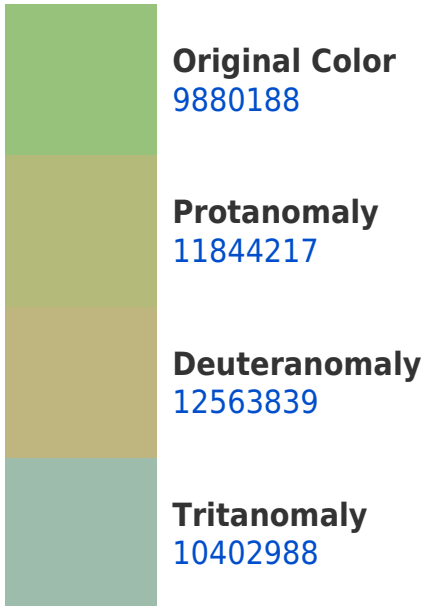 Original Color
9880188
Protanomaly
11844217
Deuteranomaly
12563839
Tritanomaly
10402988